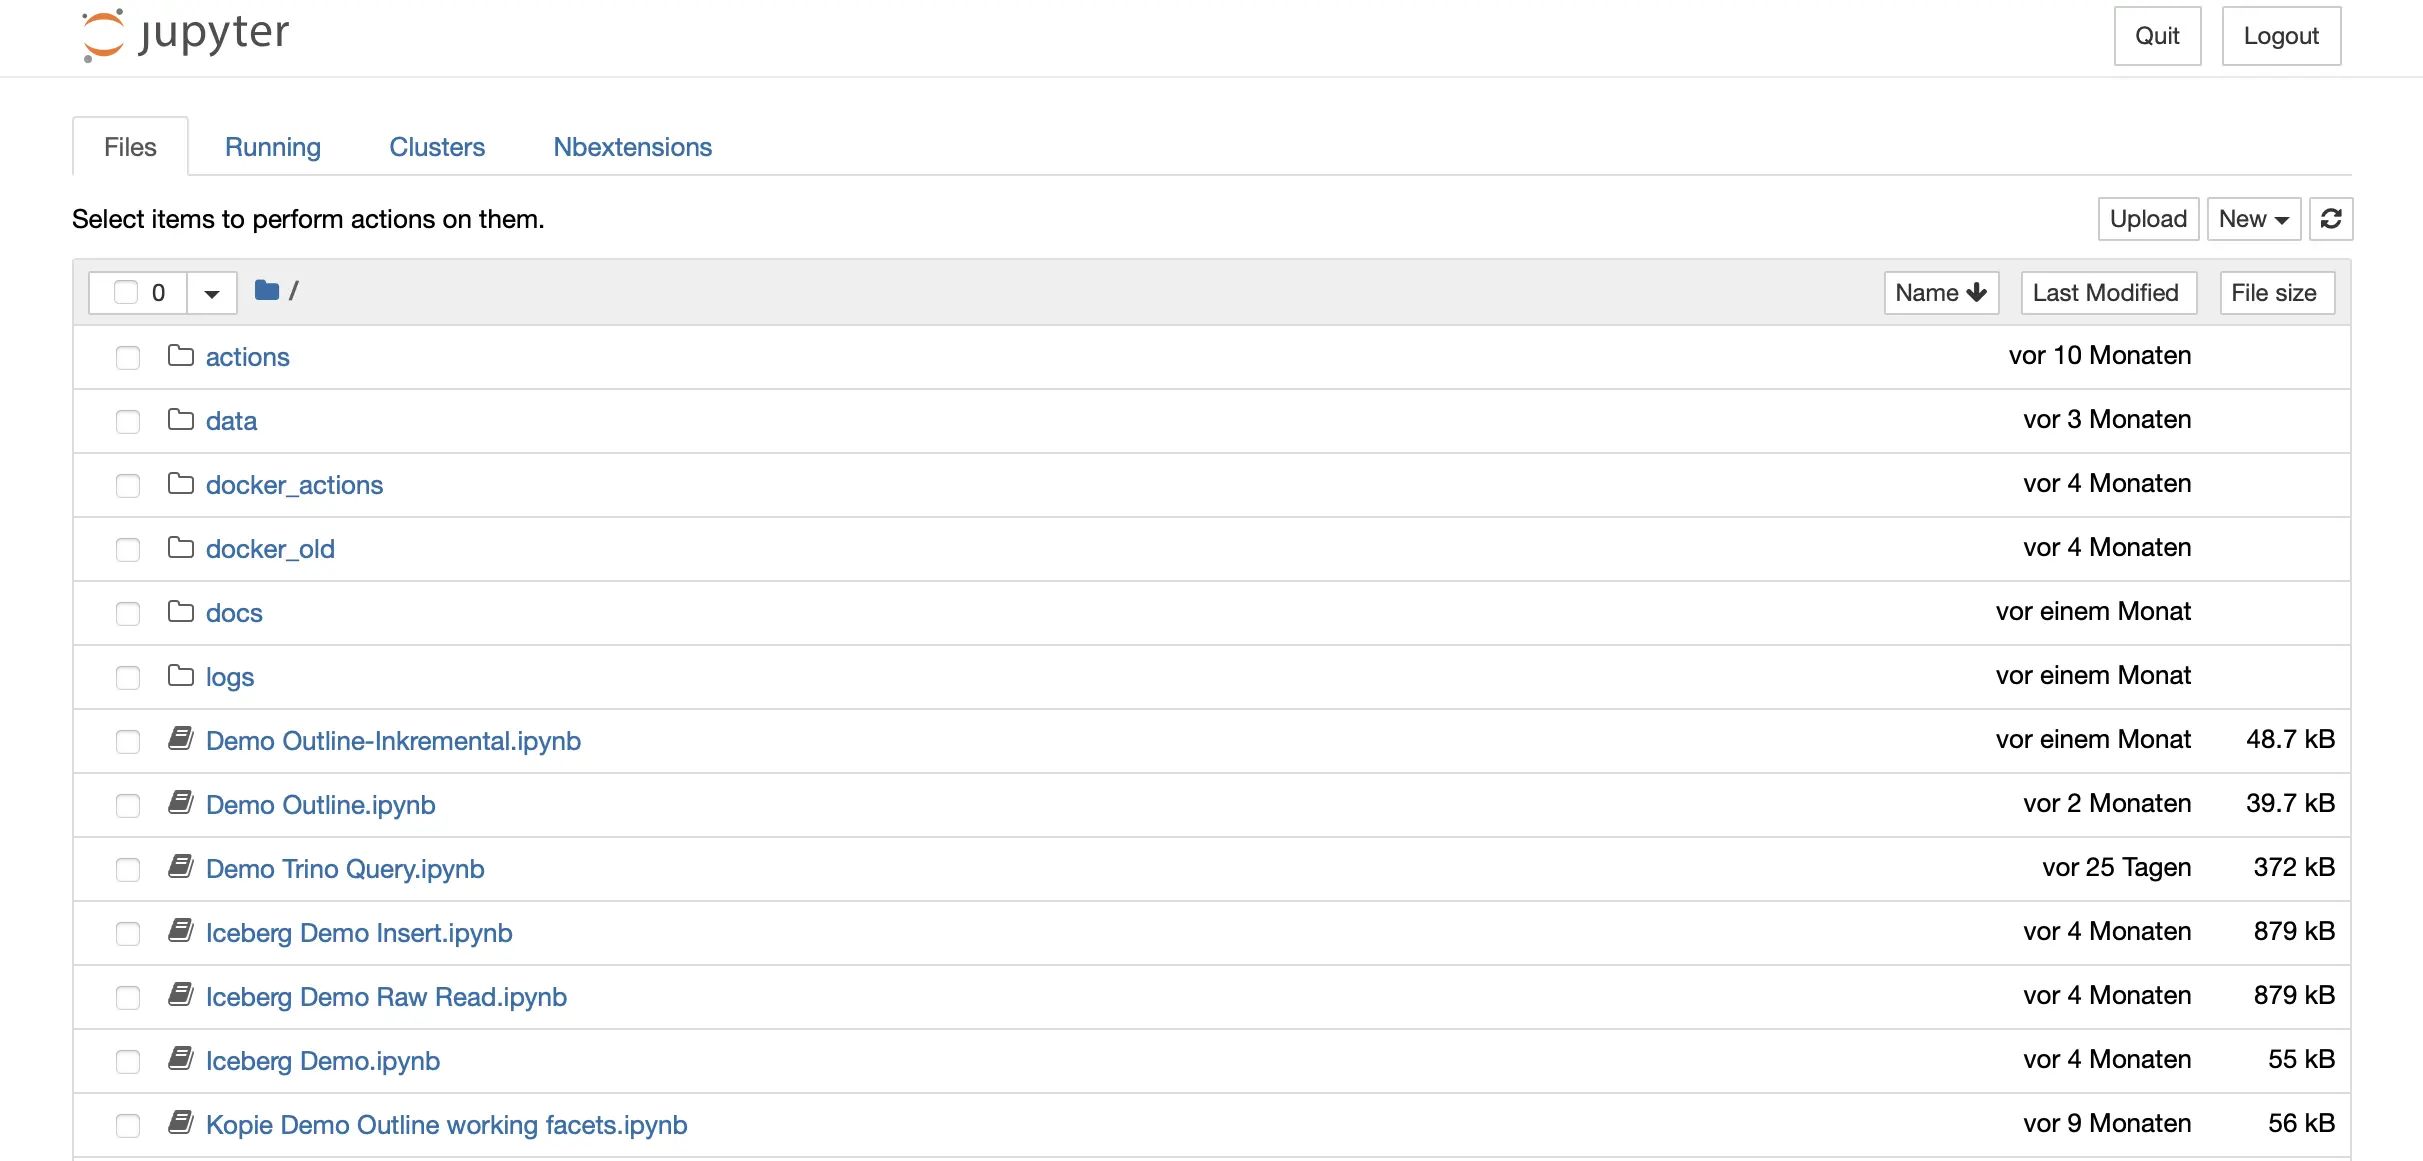 jupyter Quit Logout
Files Running Clusters Nbextensions
Select items to perform actions on them. Upload New
0 / Name Last Modified File size
actions vor 10 Monaten
data vor 3 Monaten
docker_actions vor 4 Monaten
docker_old vor 4 Monaten
docs vor einem Monat
logs vor einem Monat
Demo Outline-Inkremental.ipynb vor einem Monat 48.7 kB
Demo Outline.ipynb vor 2 Monaten 39.7 kB
Demo Trino Query.ipynb vor 25 Tagen 372 kB
Iceberg Demo Insert.ipynb vor 4 Monaten 879 kB
Iceberg Demo Raw Read.ipynb vor 4 Monaten 879 kB
Iceberg Demo.ipynb vor 4 Monaten 55 kB
Kopie Demo Outline working facets.ipynb vor 9 Monaten 56 kB